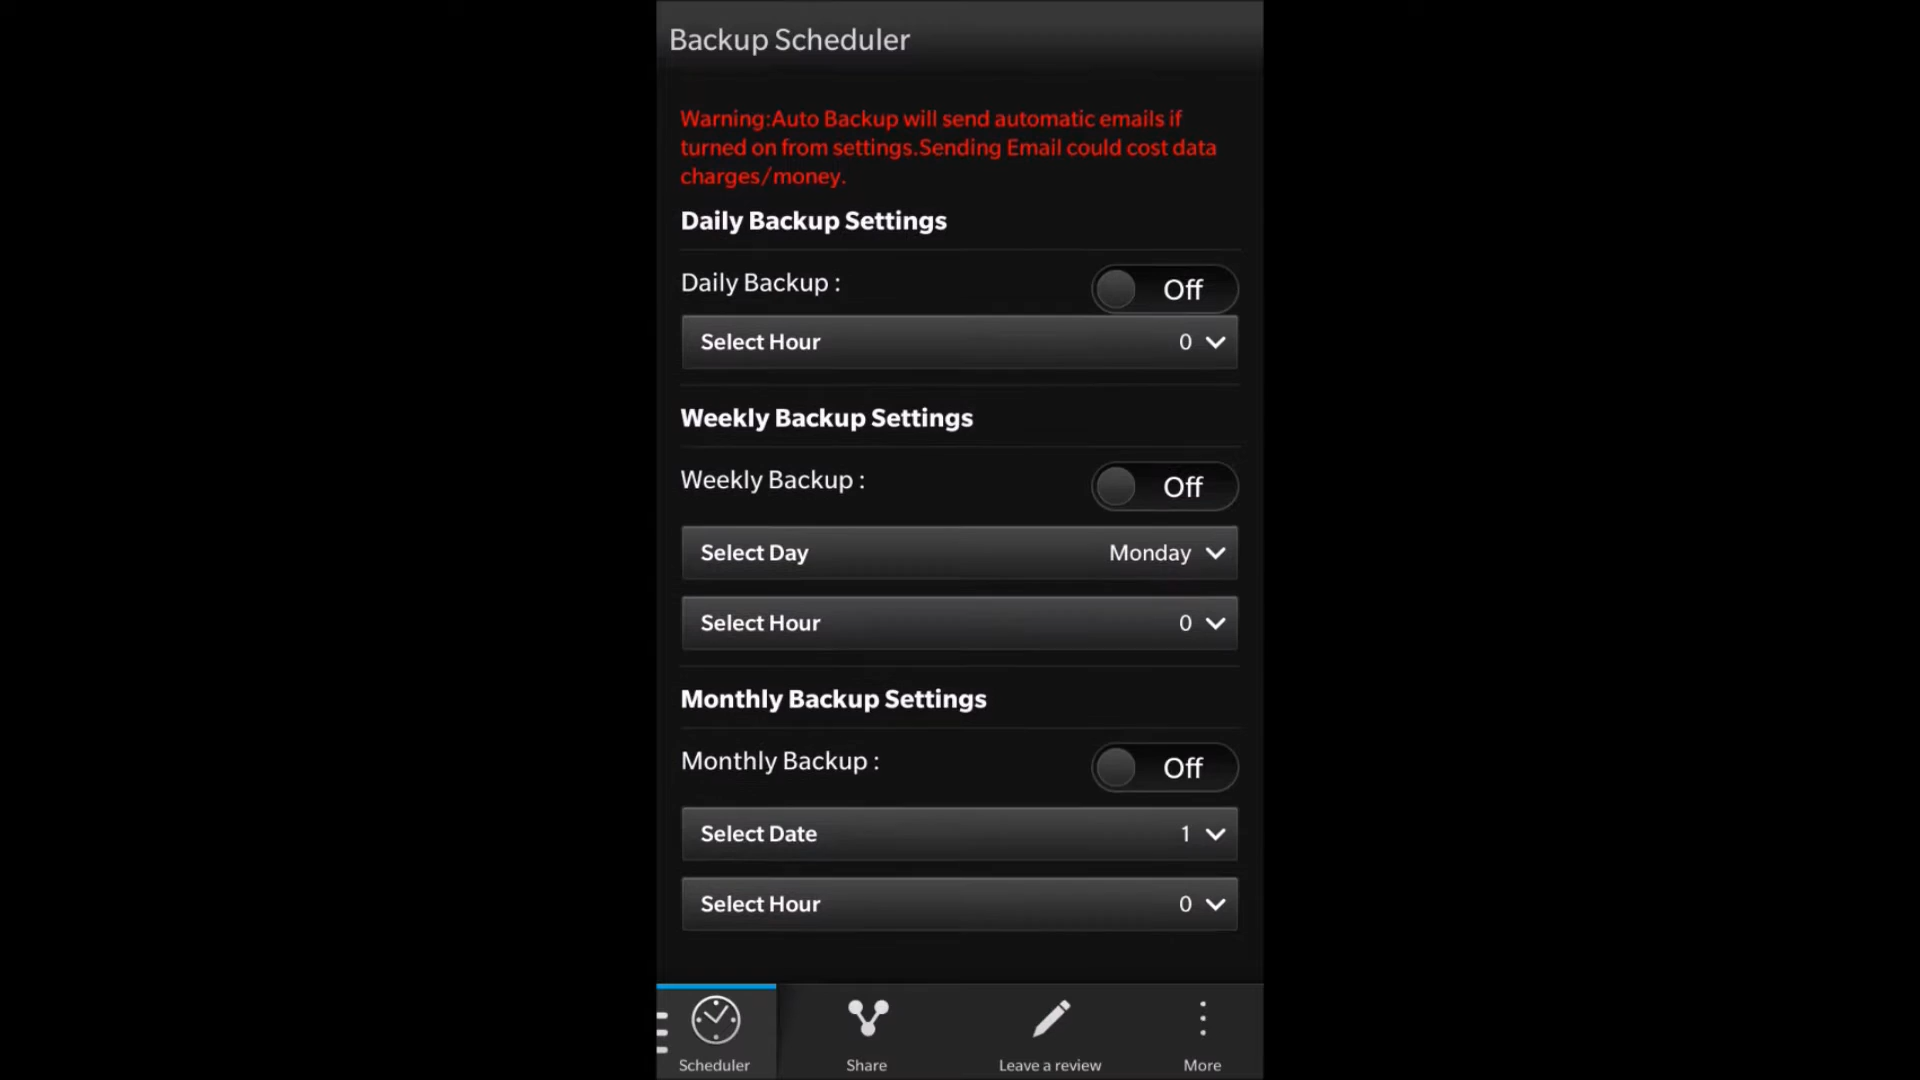 Backup Scheduler
Warning:Auto Backup will send automatic emails if
turned on from settings.Sending Email could cost data
charges/money.
Daily Backup Settings
Daily Backup :
Off
Select Hour 0
Weekly Backup Settings
Weekly Backup :
Off
Select Day Monday
Select Hour 0
Monthly Backup Settings
Monthly Backup :
Off
Select Date 1
Select Hour 0
Scheduler Share Leave a review More